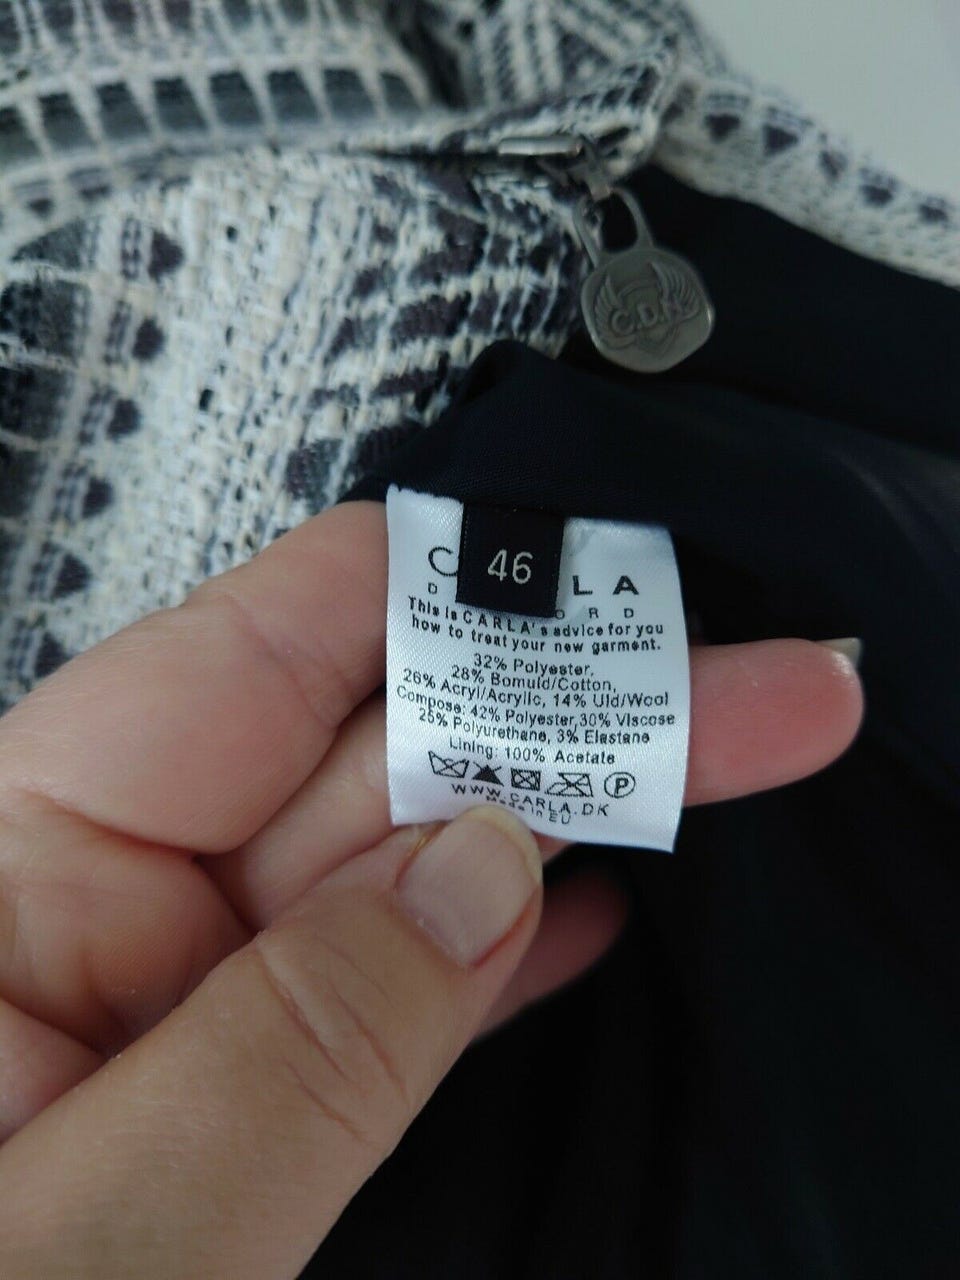 C.D.
46
C LA
D O R D
This is CARLA's advice for you
how to treat your new garment.
32% Polyester,
28% Bomuld/Cotton,
26% Acryl/Acrylic, 14% Uld/Wool
Compose: 42% Polyester,30% Viscose
25% Polyurethane, 3% Elastane
Lining: 100% Acetate
P
WWW.CARLA.DK
Made in EU